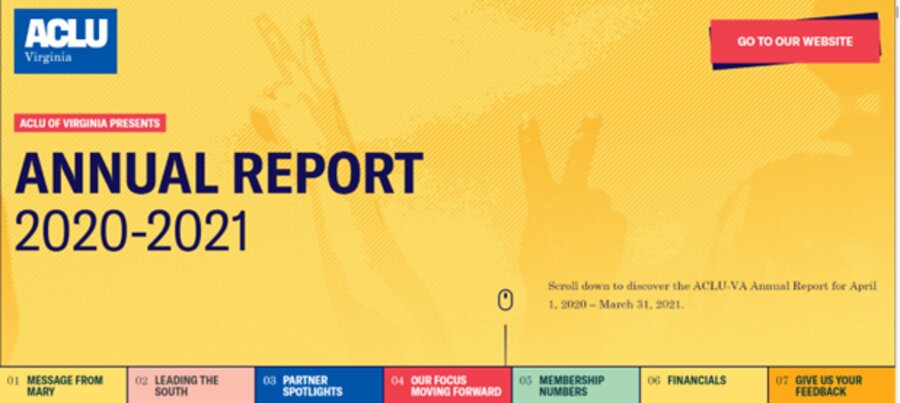 ACLU
Virginia
GO TO OUR WEBSITE
ACLU OF VIRGINIA PRESENTS
ANNUAL REPORT
2020-2021
Scroll down to discover the ACLU-VA Annual Report for April
1, 2020 – March 31, 2021.
01 MESSAGE FROM
MARY
02 LEADING THE
SOUTH
03 PARTNER
SPOTLIGHTS
04 OUR FOCUS
MOVING FORWARD
05 MEMBERSHIP
NUMBERS
06 FINANCIALS
07 GIVE US YOUR
FEEDBACK